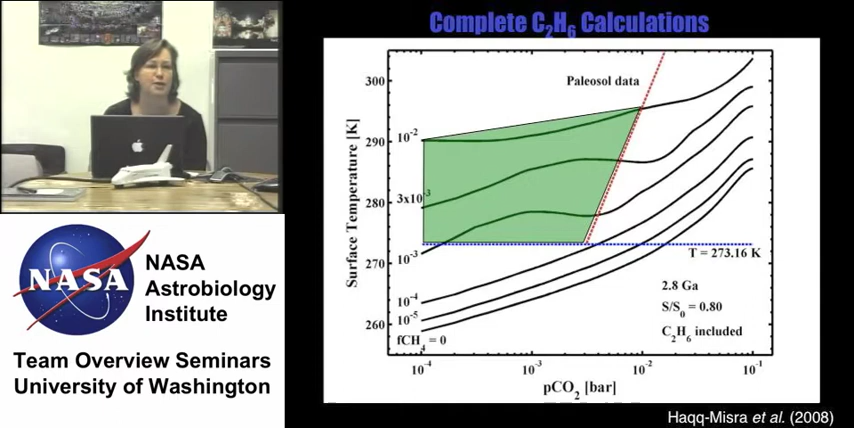 Complete C₂H₆ Calculations
Surface Temperature [K]
300
290
280
270
260
Paleosol data
10⁻²
3x10⁻³
10⁻³
10⁻⁴
10⁻⁵
fCH₄ = 0
T = 273.16 K
2.8 Ga
S/S₀ = 0.80
C₂H₆ included
10⁻⁴
10⁻³
10⁻²
10⁻¹
pCO₂ [bar]
Haqq-Misra et al. (2008)
NASA
NASA
Astrobiology
Institute
Team Overview Seminars
University of Washington